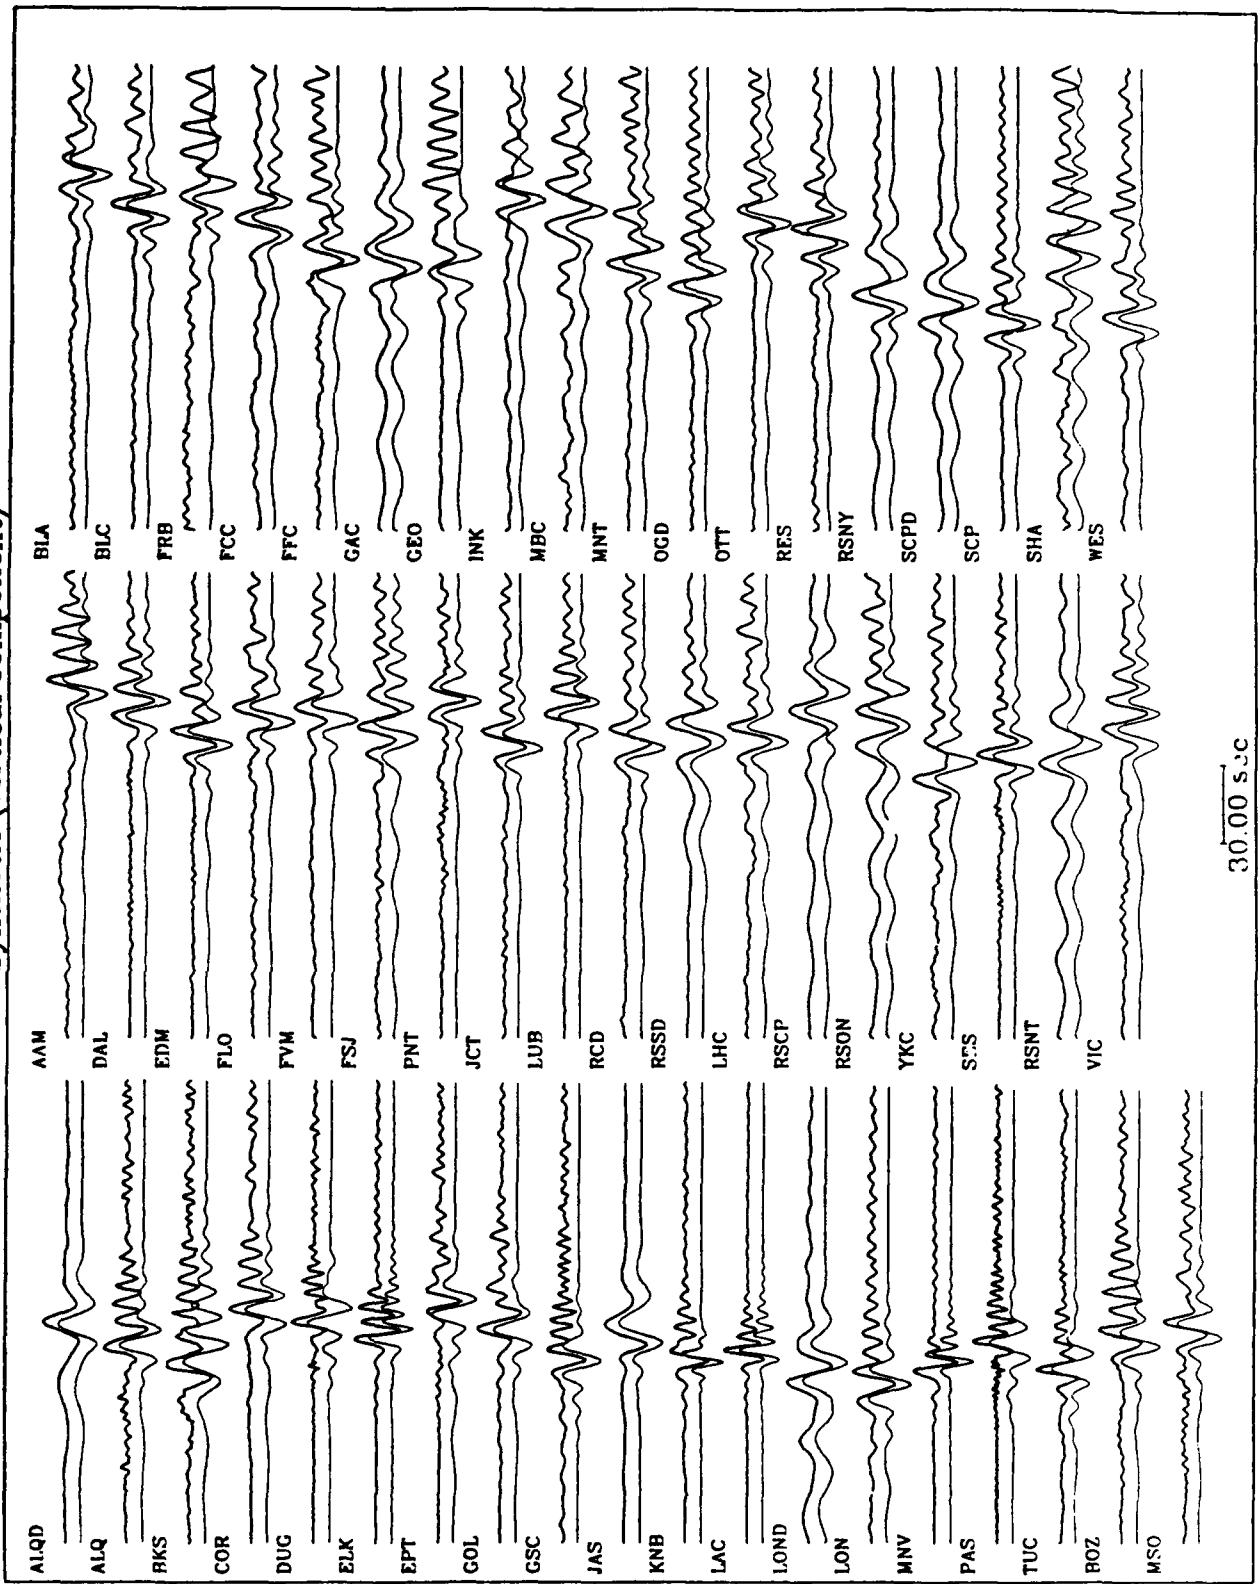 ALQD
ALQ
BKS
COR
DUG
ELK
EPT
GOL
GSC
JAS
KNB
LAC
LOND
LON
MNV
PAS
TUC
BOZ
MSO
AAM
DAL
EDM
FLO
FVM
FSJ
PNT
JCT
LUB
RCD
RSSD
LHC
RSCP
RSON
YKC
SES
RSNT
VIC
BLA
BLC
FRB
FCC
FFC
GAC
GEO
INK
MBC
MNT
OGD
OTT
RES
RSNY
SCPD
SCP
SHA
WES
30.00 sec